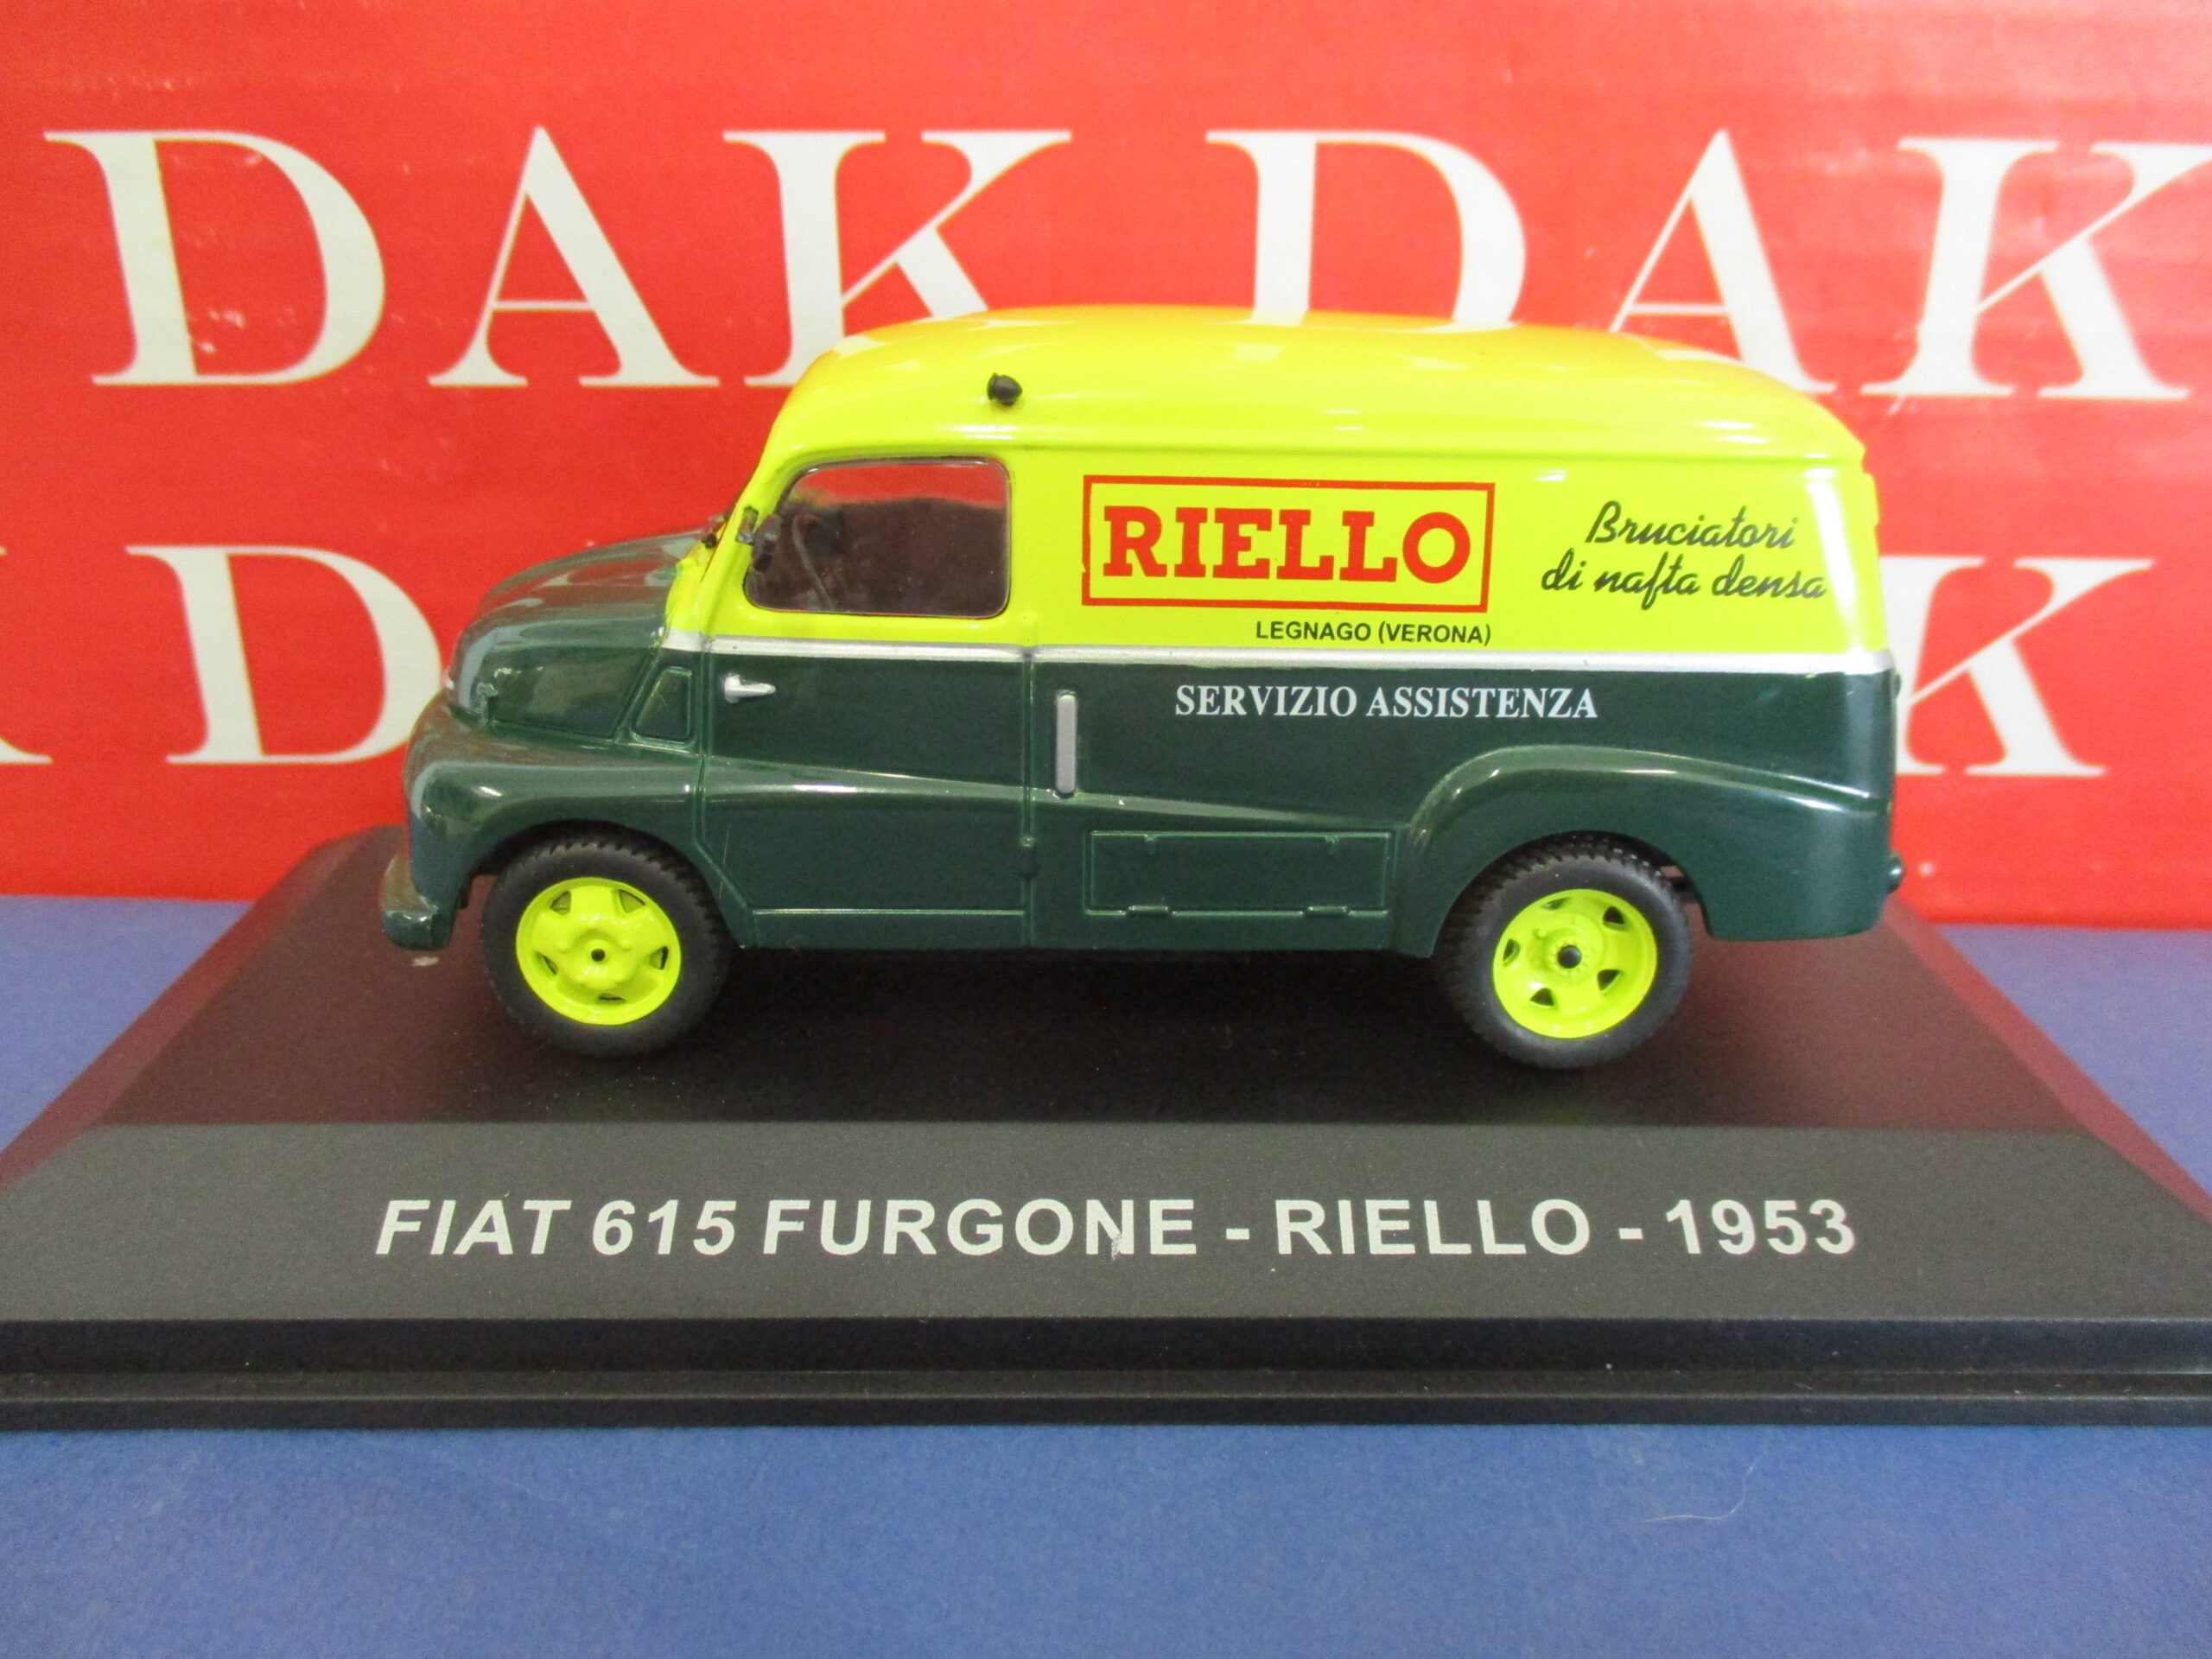 DAK DAK
K DAK
RIELLO
Bruciatori
di nafta densa
LEGNAGO (VERONA)
SERVIZIO ASSISTENZA
FIAT 615 FURGONE - RIELLO - 1953